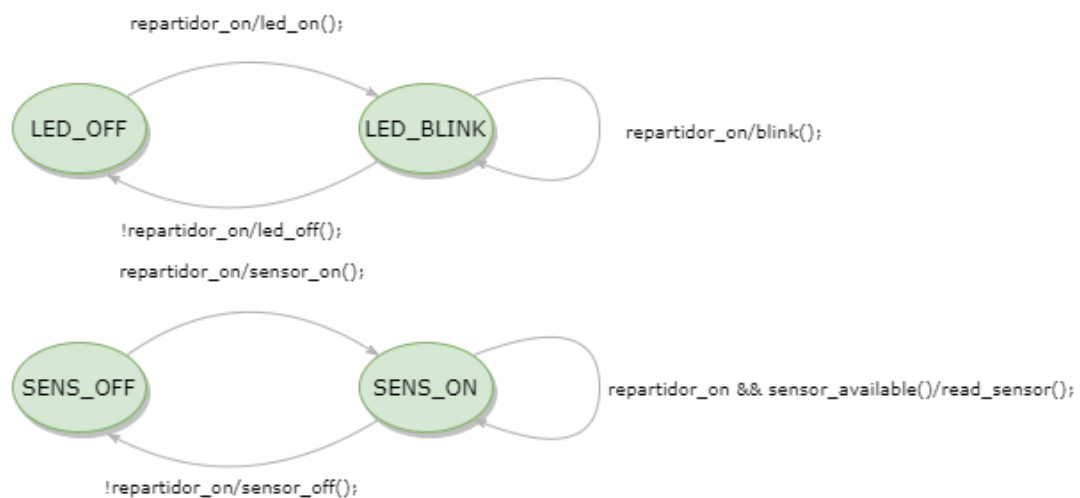 repartidor_on/led_on();
LED_OFF
LED_BLINK
repartidor_on/blink();
!repartidor_on/led_off();
repartidor_on/sensor_on();
SENS_OFF
SENS_ON
repartidor_on && sensor_available()/read_sensor();
!repartidor_on/sensor_off();